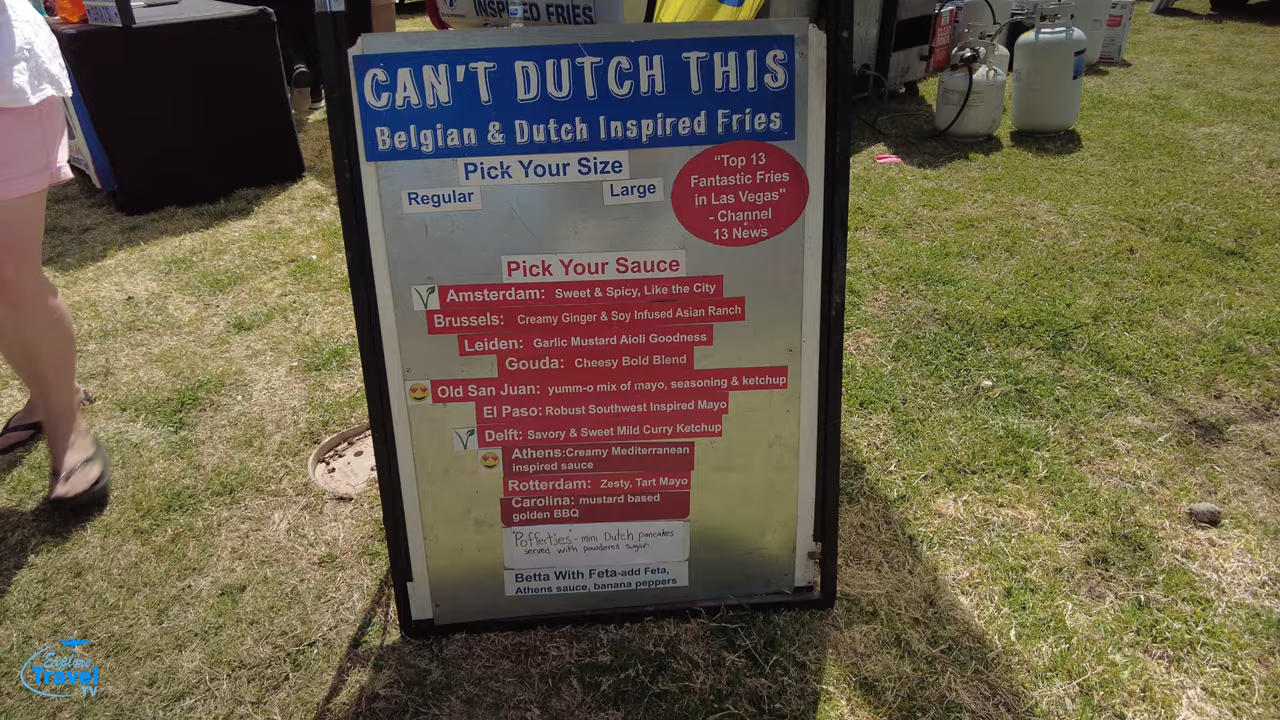 INSPIRED FRIES
CAN'T DUTCH THIS
Belgian & Dutch Inspired Fries
Pick Your Size
Regular
Large
"Top 13
Fantastic Fries
in Las Vegas"
- Channel
13 News
Pick Your Sauce
Amsterdam: Sweet & Spicy, Like the City
Brussels: Creamy Ginger & Soy Infused Asian Ranch
Leiden: Garlic Mustard Aioli Goodness
Gouda: Cheesy Bold Blend
Old San Juan: yumm-o mix of mayo, seasoning & ketchup
El Paso: Robust Southwest Inspired Mayo
Delft: Savory & Sweet Mild Curry Ketchup
Athens:Creamy Mediterranean
inspired sauce
Rotterdam: Zesty, Tart Mayo
Carolina: mustard based
golden BBQ
"Poffertjes"- mini Dutch pancakes
served with powdered sugar.
Betta With Feta-add Feta,
Athens sauce, banana peppers
Explore
Travel
TV